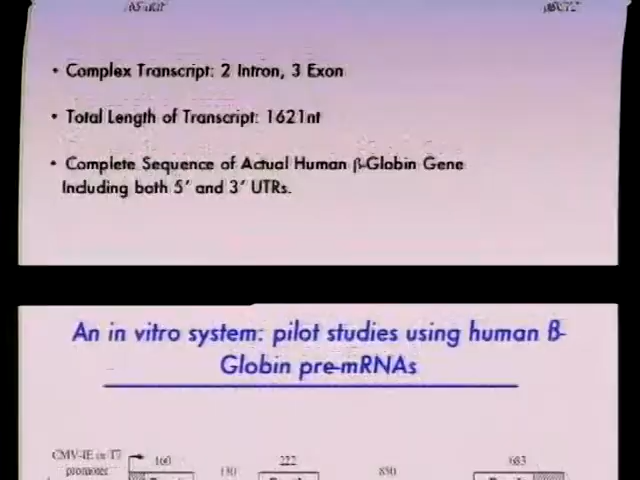 • Complex Transcript: 2 Intron, 3 Exon
• Total Length of Transcript: 1621nt
• Complete Sequence of Actual Human β-Globin Gene
Including both 5' and 3' UTRs.
An in vitro system: pilot studies using human ß-
Globin pre-mRNAs
CMV-IE or T7
promoter
160
130
222
850
683